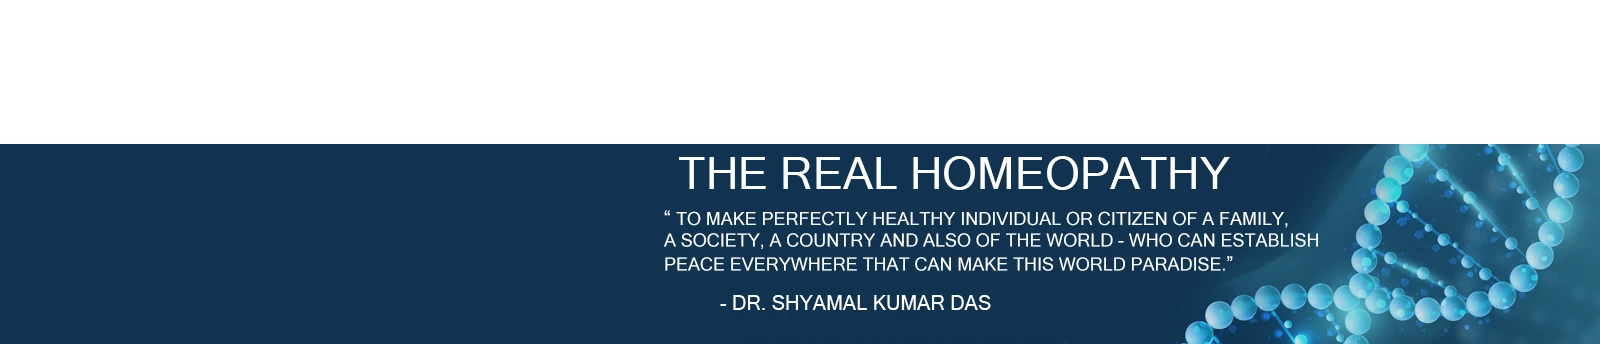 THE REAL HOMEOPATHY
“ TO MAKE PERFECTLY HEALTHY INDIVIDUAL OR CITIZEN OF A FAMILY,
A SOCIETY, A COUNTRY AND ALSO OF THE WORLD - WHO CAN ESTABLISH
PEACE EVERYWHERE THAT CAN MAKE THIS WORLD PARADISE.”
- DR. SHYAMAL KUMAR DAS